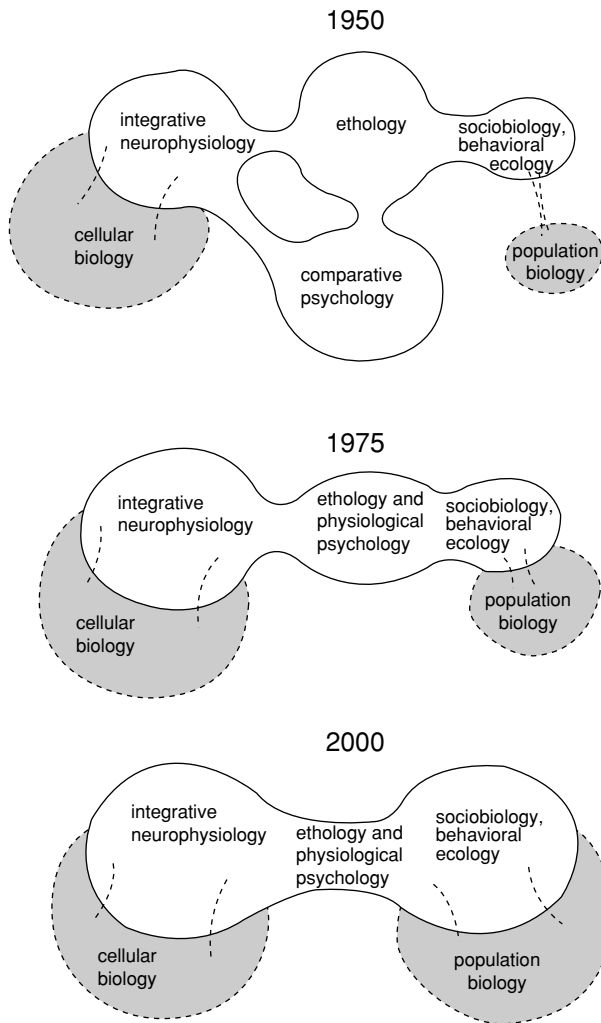 1950
integrative
neurophysiology
ethology
sociobiology,
behavioral
ecology
cellular
biology
population
biology
comparative
psychology
1975
integrative
neurophysiology
ethology and
physiological
psychology
sociobiology,
behavioral
ecology
cellular
biology
population
biology
2000
integrative
neurophysiology
ethology and
physiological
psychology
sociobiology,
behavioral
ecology
cellular
biology
population
biology